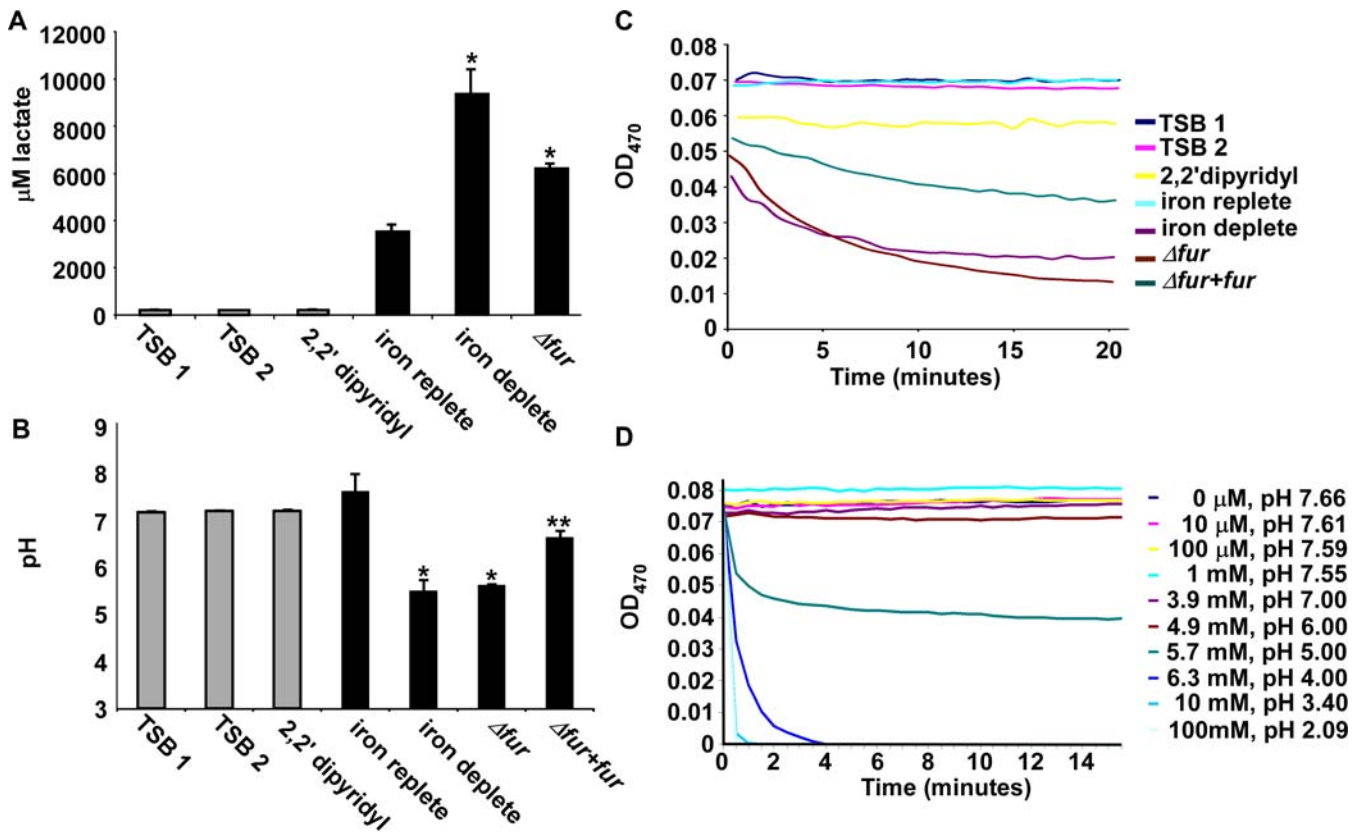 A
μM lactate
12000
10000
8000
6000
4000
2000
0
*
*
TSB 1
TSB 2
2,2' dipyridyl
iron replete
iron deplete
Δfur
B
pH
9
8
7
6
5
4
3
*
*
**
TSB 1
TSB 2
2,2' dipyridyl
iron replete
iron deplete
Δfur
Δfur+fur
C
OD470
0.08
0.07
0.06
0.05
0.04
0.03
0.02
0.01
0
0
5
10
15
20
Time (minutes)
TSB 1
TSB 2
2,2'dipyridyl
iron replete
iron deplete
Δfur
Δfur+fur
D
OD470
0.08
0.07
0.06
0.05
0.04
0.03
0.02
0.01
0
0
2
4
6
8
10
12
14
Time (minutes)
0 μM, pH 7.66
10 μM, pH 7.61
100 μM, pH 7.59
1 mM, pH 7.55
3.9 mM, pH 7.00
4.9 mM, pH 6.00
5.7 mM, pH 5.00
6.3 mM, pH 4.00
10 mM, pH 3.40
100mM, pH 2.09